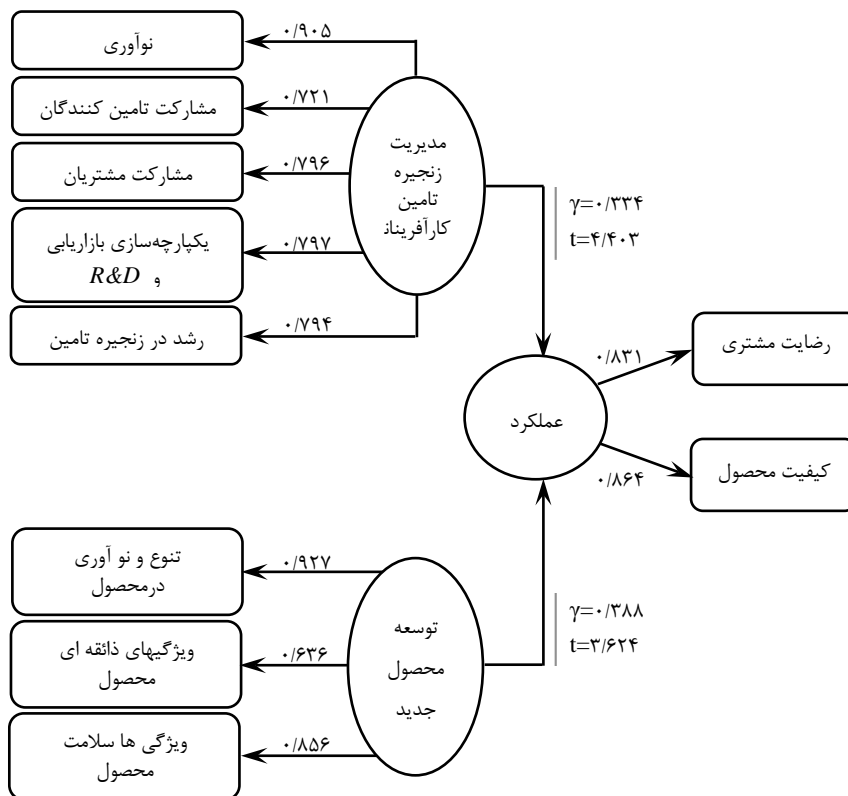 نوآوری
۰/۹۰۵
مشارکت تامین کنندگان
۰/۷۲۱
مشارکت مشتریان
۰/۷۹۶
یکپارچه‌سازی بازاریابی
و R&D
۰/۷۹۷
رشد در زنجیره تامین
۰/۷۹۴
مدیریت
زنجیره
تامین
کارآفرینان
γ=۰/۳۳۴
t=۴/۴۰۳
عملکرد
۰/۸۳۱
رضایت مشتری
۰/۸۶۴
کیفیت محصول
تنوع و نو آوری
درمحصول
۰/۹۲۷
ویژگیهای ذائقه ای
محصول
۰/۶۳۶
ویژگی ها سلامت
محصول
۰/۸۵۶
توسعه
محصول
جدید
γ=۰/۳۸۸
t=۳/۶۲۴